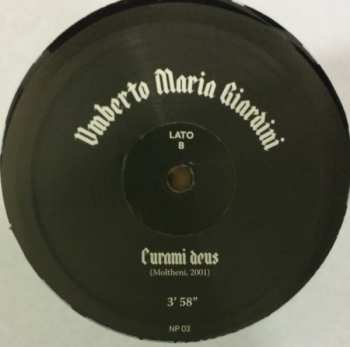 Umberto Maria Giardini
LATO
B
Curami deus
(Moltheni, 2001)
3' 58"
NP 03